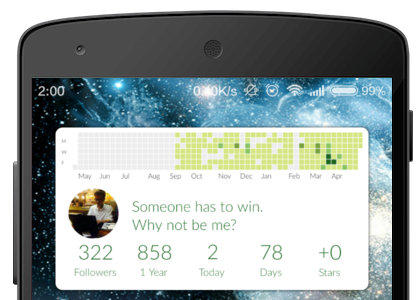 2:00 0.40K/s 99%
M
W
F
May Jun Jul Aug Sep Oct Nov Dec Jan Feb Mar Apr
Someone has to win.
Why not be me?
322 858 2 78 +0
Followers 1 Year Today Days Stars